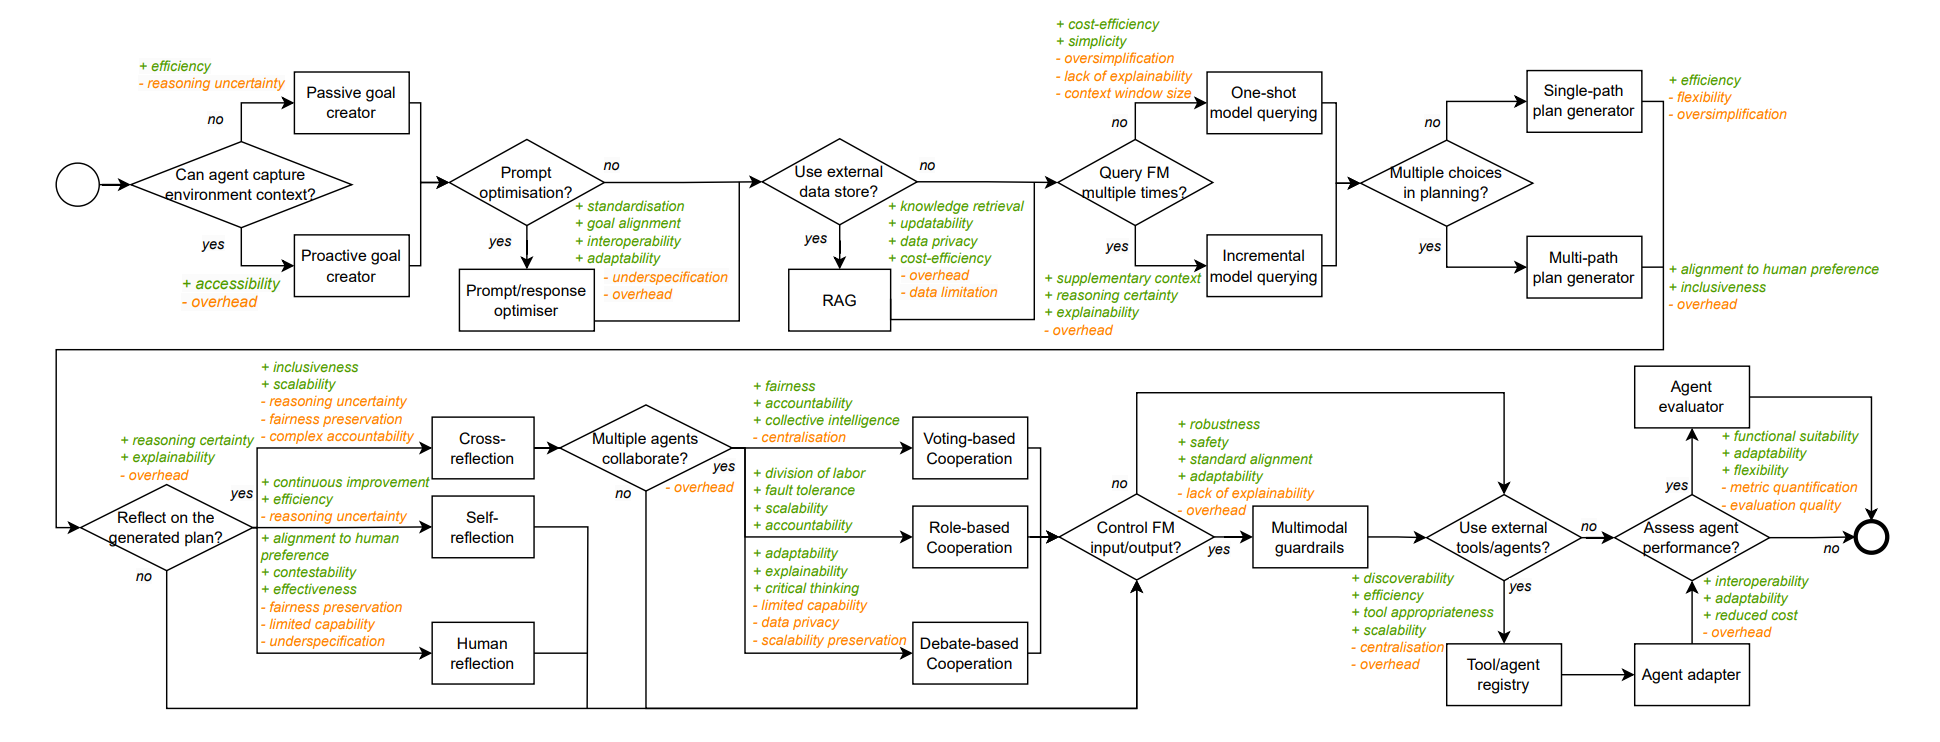 + efficiency
- reasoning uncertainty
Passive goal
creator
no
Can agent capture
environment context?
yes
Proactive goal
creator
+ accessibility
- overhead
Prompt
optimisation?
no
yes
+ standardisation
+ goal alignment
+ interoperability
+ adaptability
- underspecification
- overhead
Prompt/response
optimiser
Use external
data store?
no
yes
+ knowledge retrieval
+ updatability
+ data privacy
+ cost-efficiency
- overhead
- data limitation
RAG
+ cost-efficiency
+ simplicity
- oversimplification
- lack of explainability
- context window size
One-shot
model querying
no
Query FM
multiple times?
yes
Incremental
model querying
+ supplementary context
+ reasoning certainty
+ explainability
- overhead
Single-path
plan generator
+ efficiency
- flexibility
- oversimplification
no
Multiple choices
in planning?
yes
Multi-path
plan generator
+ alignment to human preference
+ inclusiveness
- overhead
+ reasoning certainty
+ explainability
- overhead
Reflect on the
generated plan?
yes
no
+ inclusiveness
+ scalability
- reasoning uncertainty
- fairness preservation
- complex accountability
Cross-
reflection
+ continuous improvement
+ efficiency
- reasoning uncertainty
Self-
reflection
+ alignment to human
preference
+ contestability
+ effectiveness
- fairness preservation
- limited capability
- underspecification
Human
reflection
Multiple agents
collaborate?
yes
- overhead
no
+ fairness
+ accountability
+ collective intelligence
- centralisation
Voting-based
Cooperation
+ division of labor
+ fault tolerance
+ scalability
+ accountability
Role-based
Cooperation
+ adaptability
+ explainability
+ critical thinking
- limited capability
- data privacy
- scalability preservation
Debate-based
Cooperation
no
Control FM
input/output?
yes
+ robustness
+ safety
+ standard alignment
+ adaptability
- lack of explainability
- overhead
Multimodal
guardrails
Use external
tools/agents?
no
yes
+ discoverability
+ efficiency
+ tool appropriateness
+ scalability
- centralisation
- overhead
Tool/agent
registry
Agent adapter
+ interoperability
+ adaptability
+ reduced cost
- overhead
Assess agent
performance?
yes
no
Agent
evaluator
+ functional suitability
+ adaptability
+ flexibility
- metric quantification
- evaluation quality